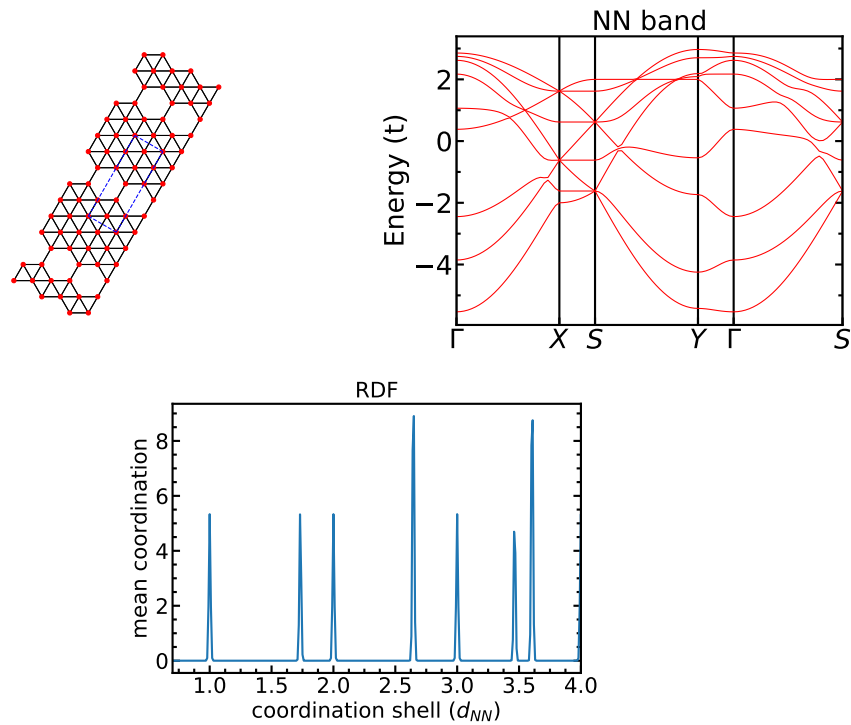 NN band
Energy (t)
2
0
−2
−4
Γ X S Y Γ S
RDF
mean coordination
8
6
4
2
0
1.0 1.5 2.0 2.5 3.0 3.5 4.0
coordination shell (d_NN)